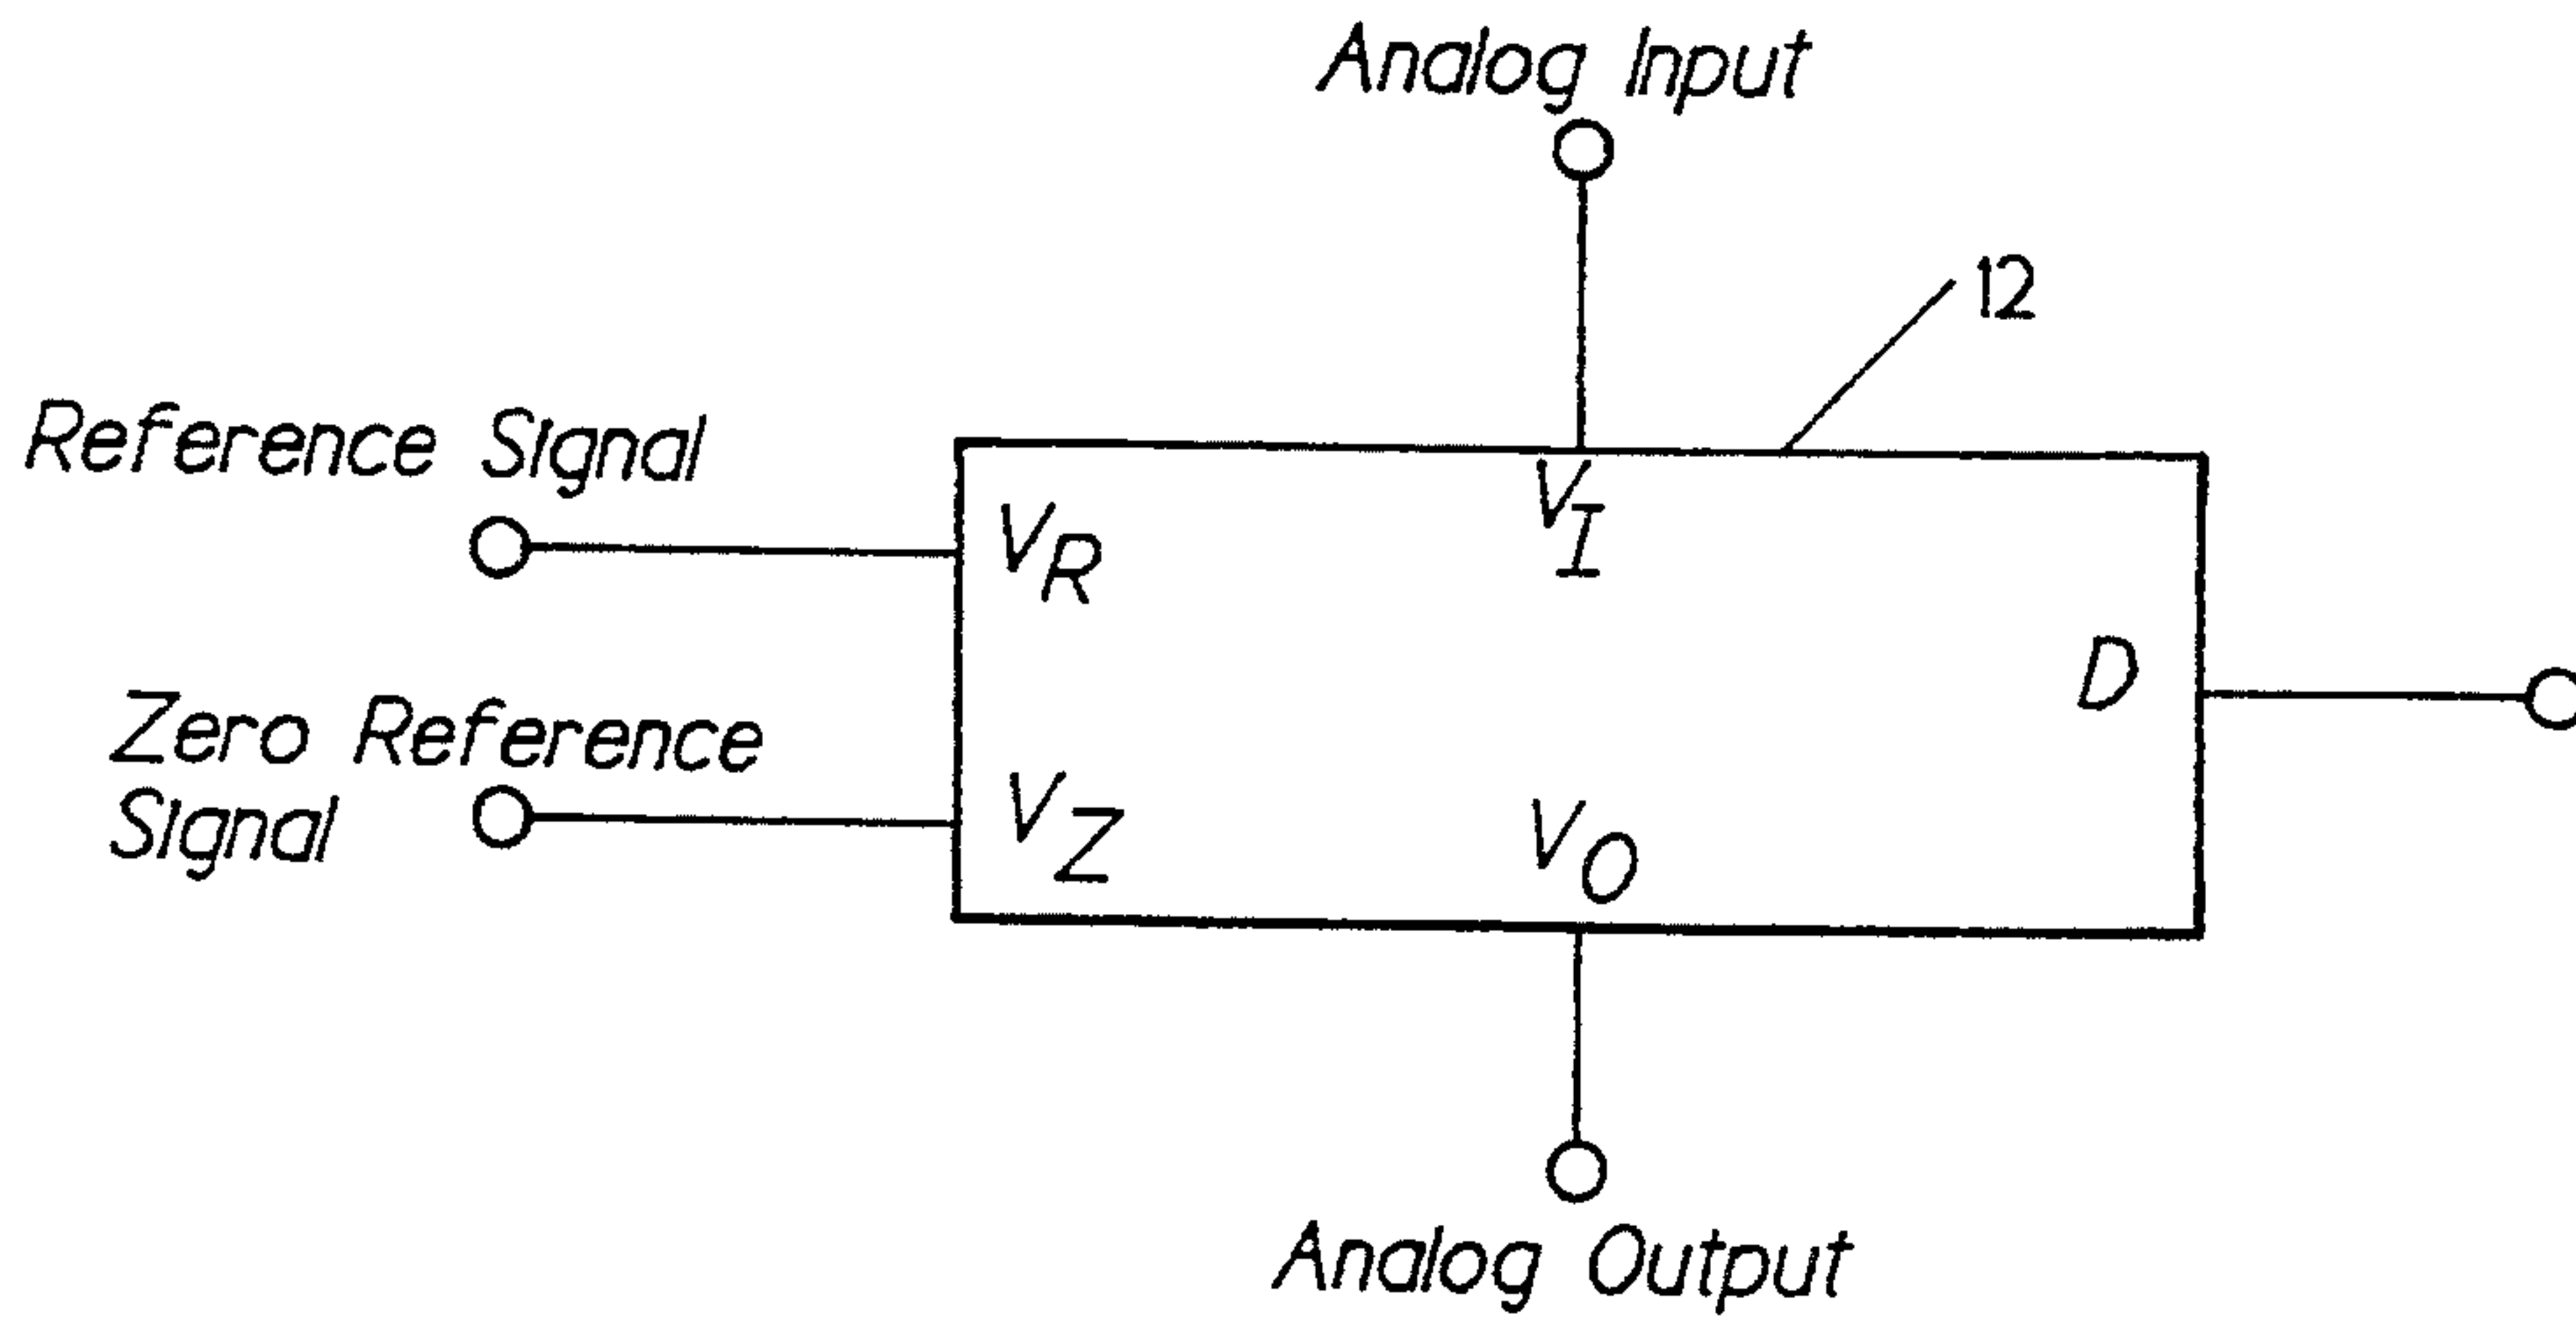 Analog Input
12
Reference Signal
V_I
V_R
D
Zero Reference
Signal
V_Z
V_O
Analog Output